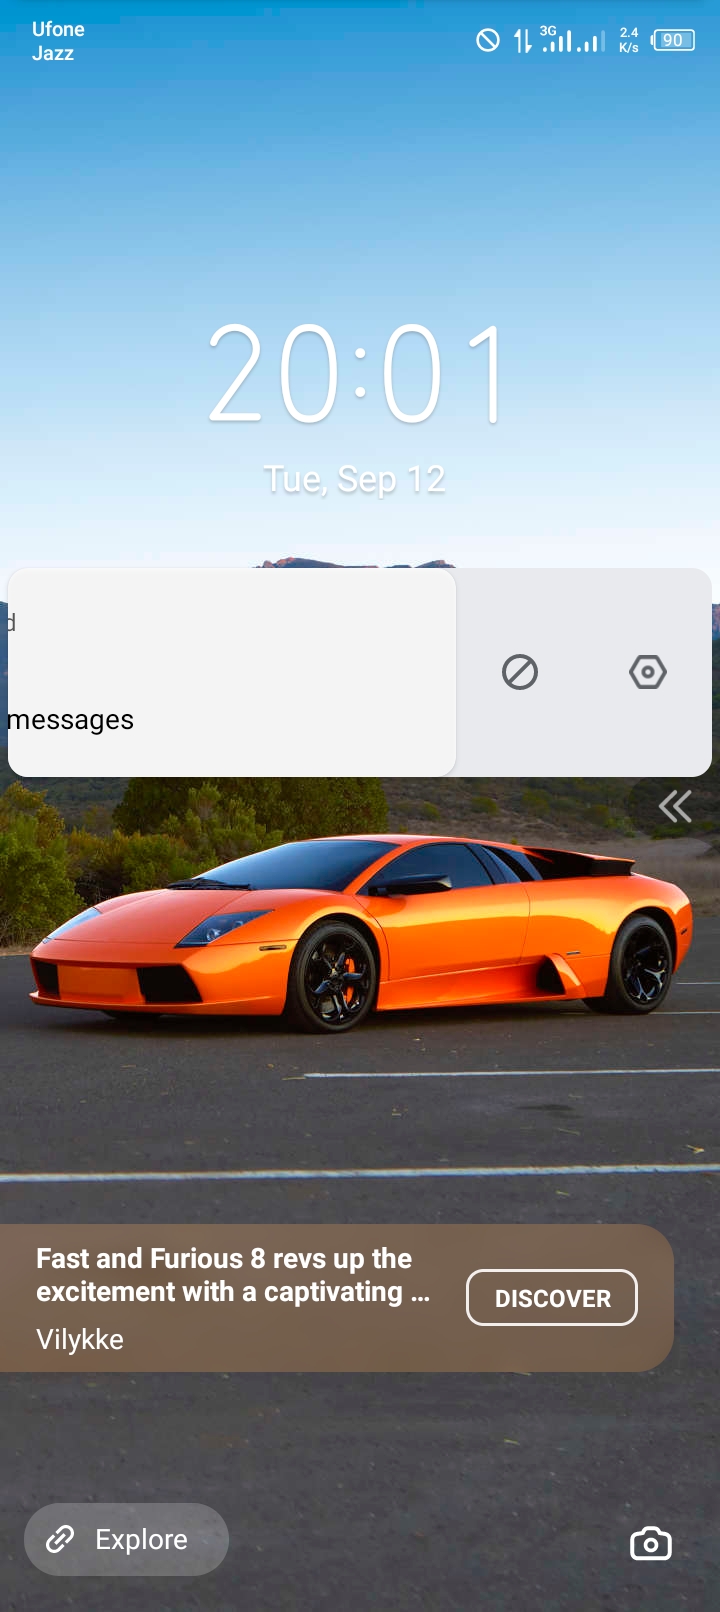 Ufone
Jazz
3G
2.4
K/s
90
20:01
Tue, Sep 12
d
messages
Fast and Furious 8 revs up the
excitement with a captivating ...
DISCOVER
Vilykke
Explore